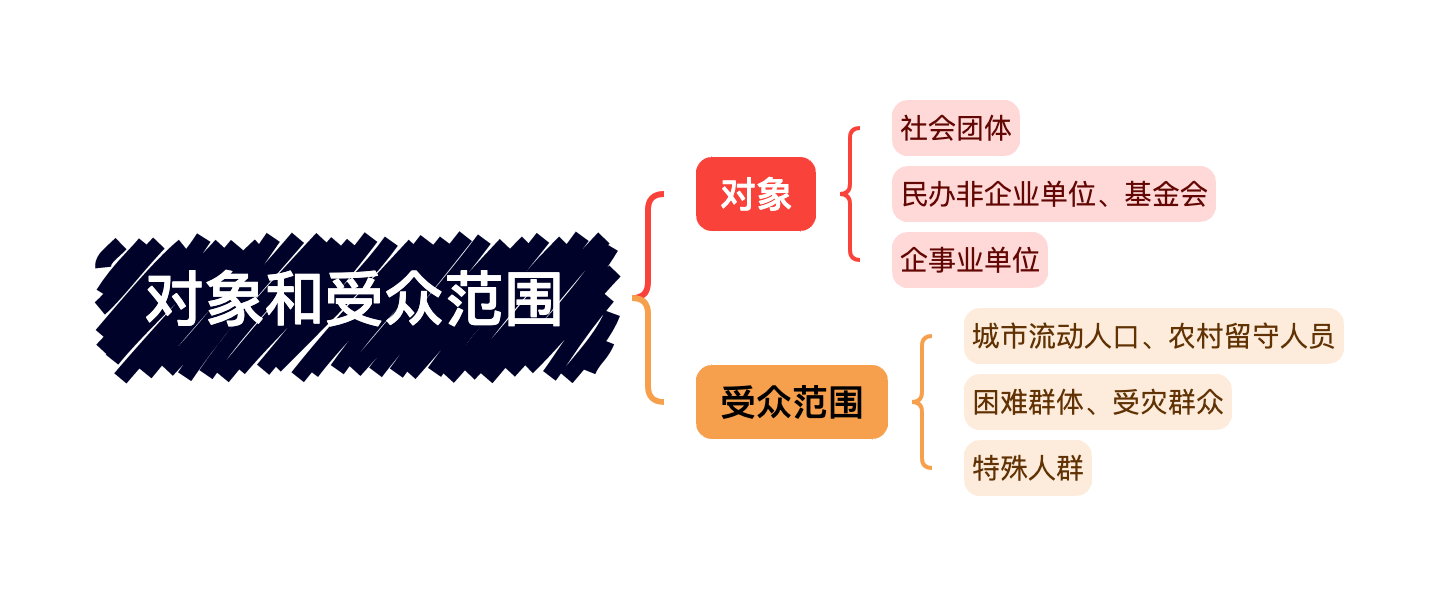 对象和受众范围
对象
社会团体
民办非企业单位、基金会
企事业单位
受众范围
城市流动人口、农村留守人员
困难群体、受灾群众
特殊人群